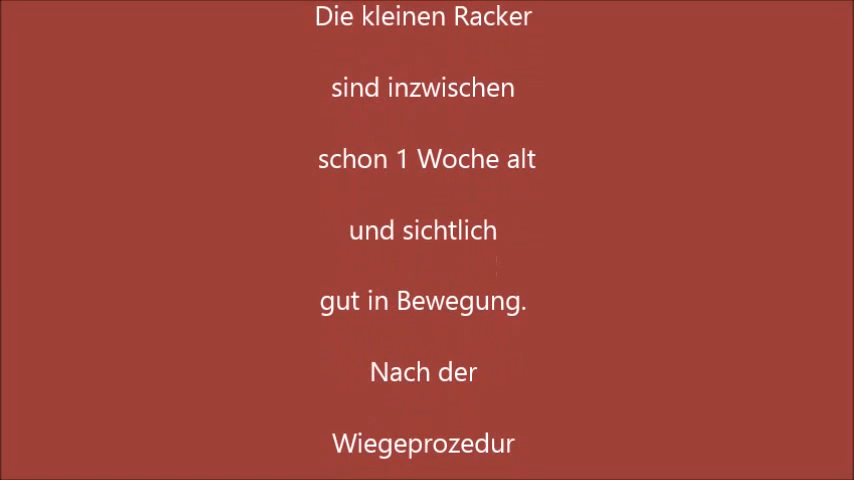 Die kleinen Racker
sind inzwischen
schon 1 Woche alt
und sichtlich
gut in Bewegung.
Nach der
Wiegeprozedur